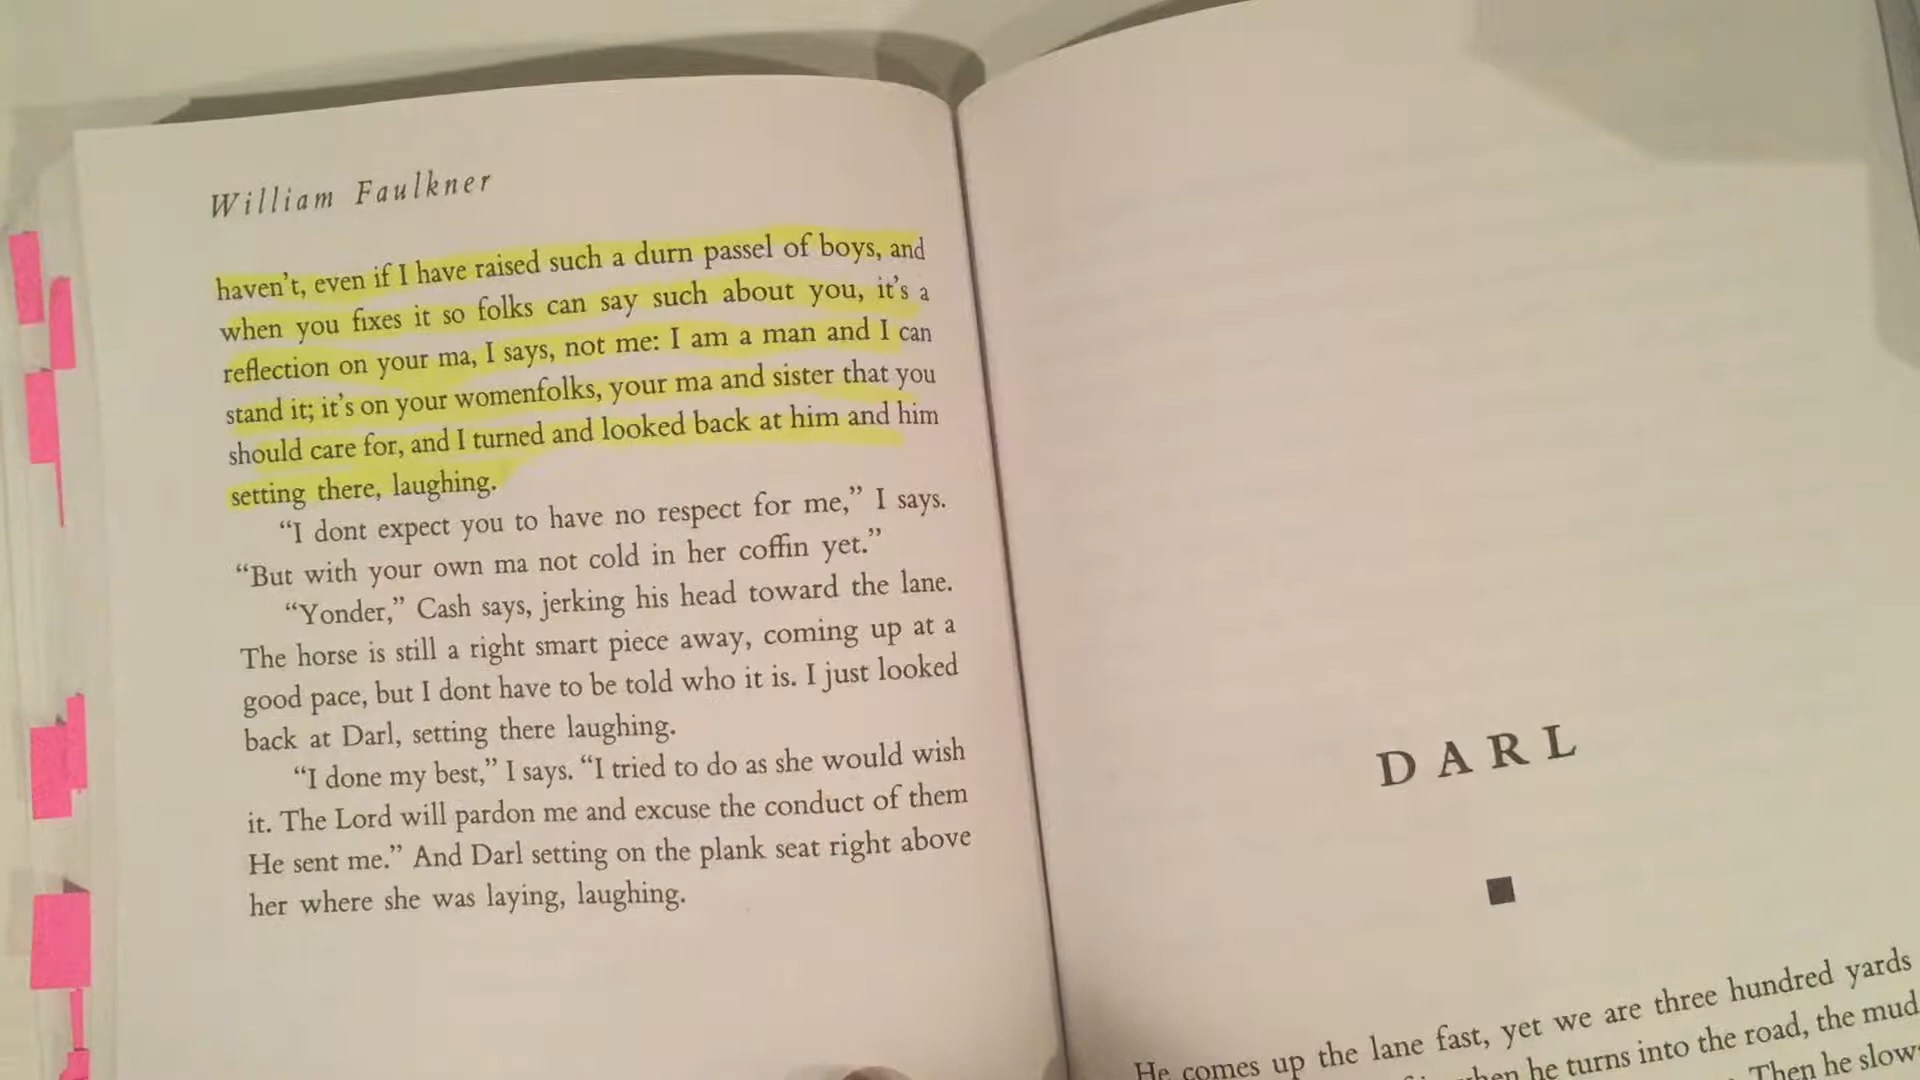 William Faulkner
haven't, even if I have raised such a durn passel of boys, and
when you fixes it so folks can say such about you, it's a
reflection on your ma, I says, not me: I am a man and I can
stand it; it's on your womenfolks, your ma and sister that you
should care for, and I turned and looked back at him and him
setting there, laughing.
“I dont expect you to have no respect for me,” I says.
“But with your own ma not cold in her coffin yet.”
“Yonder,” Cash says, jerking his head toward the lane.
The horse is still a right smart piece away, coming up at a
good pace, but I dont have to be told who it is. I just looked
back at Darl, setting there laughing.
“I done my best,” I says. “I tried to do as she would wish
it. The Lord will pardon me and excuse the conduct of them
He sent me.” And Darl setting on the plank seat right above
her where she was laying, laughing.
DARL
He comes up the lane fast, yet we are three hundred yards
when he turns into the road, the mud
Then he slows